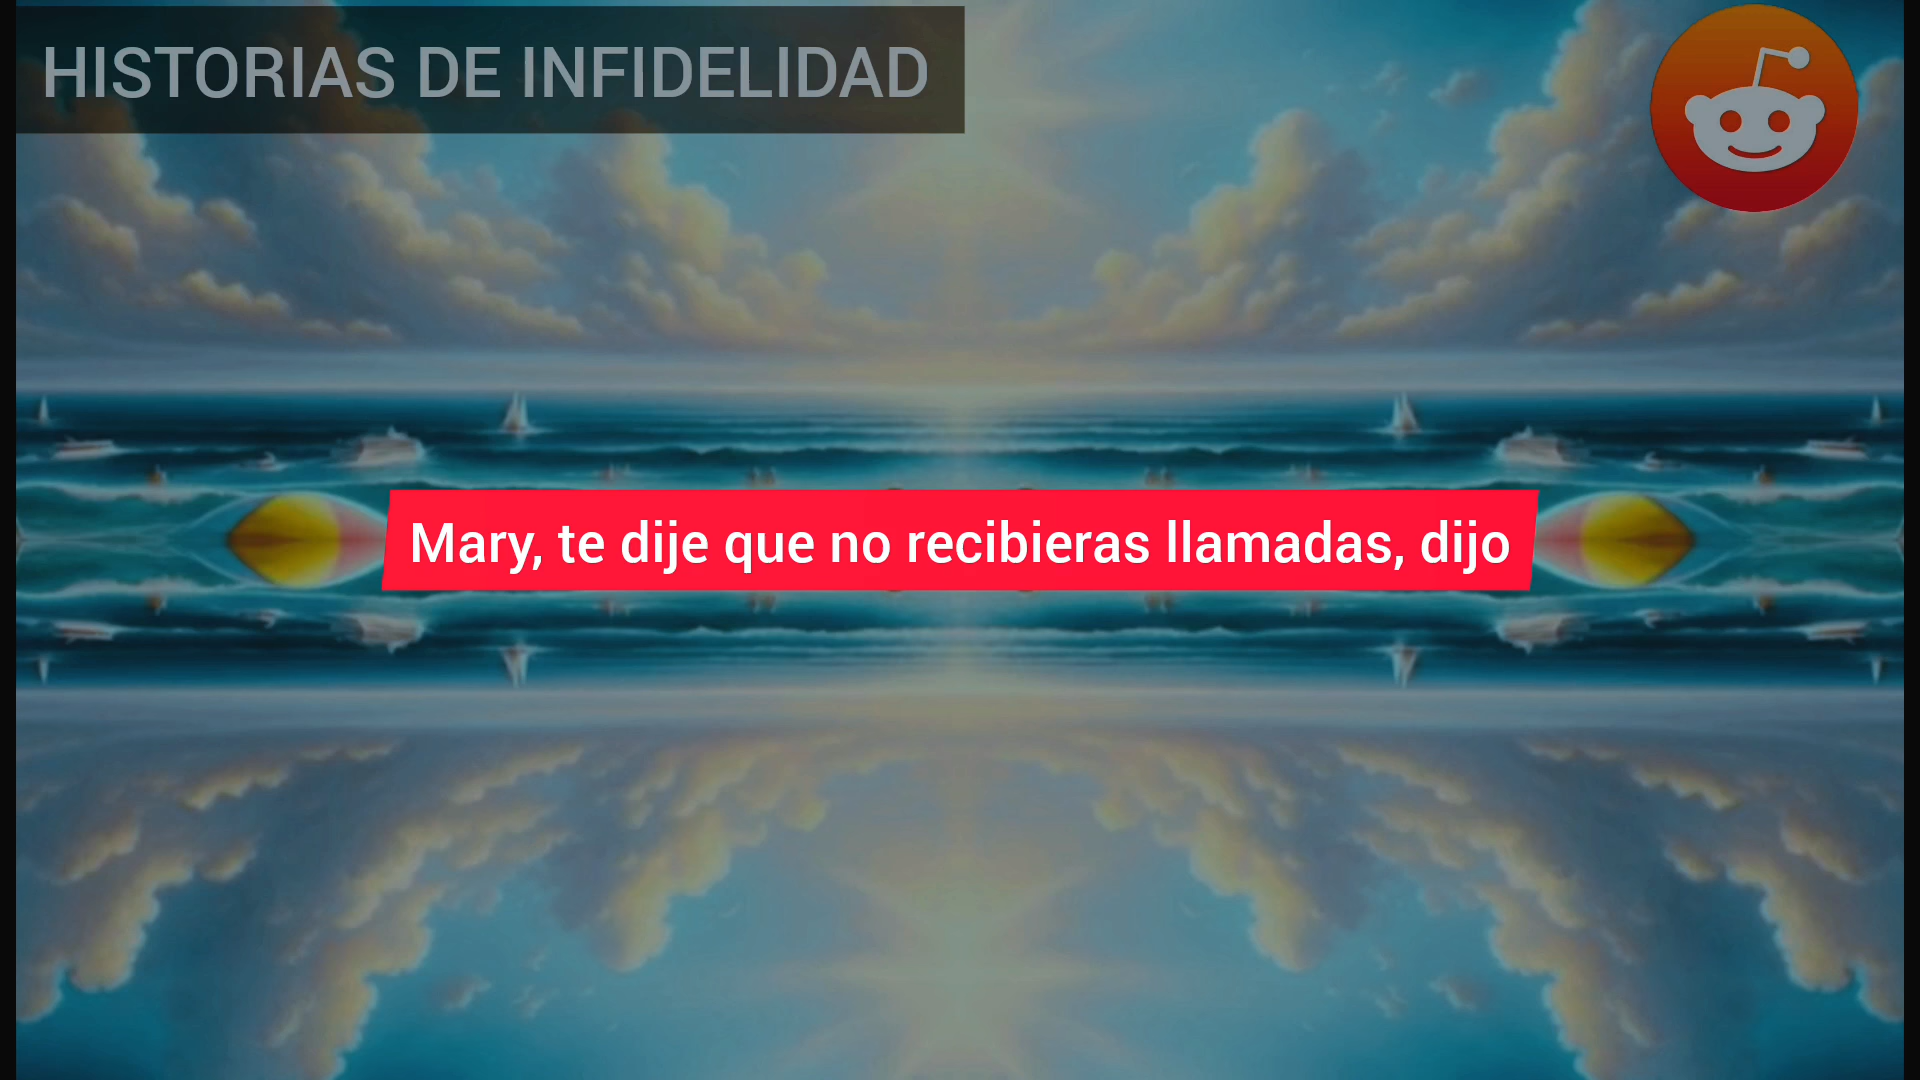 HISTORIAS DE INFIDELIDAD
Mary, te dije que no recibieras llamadas, dijo